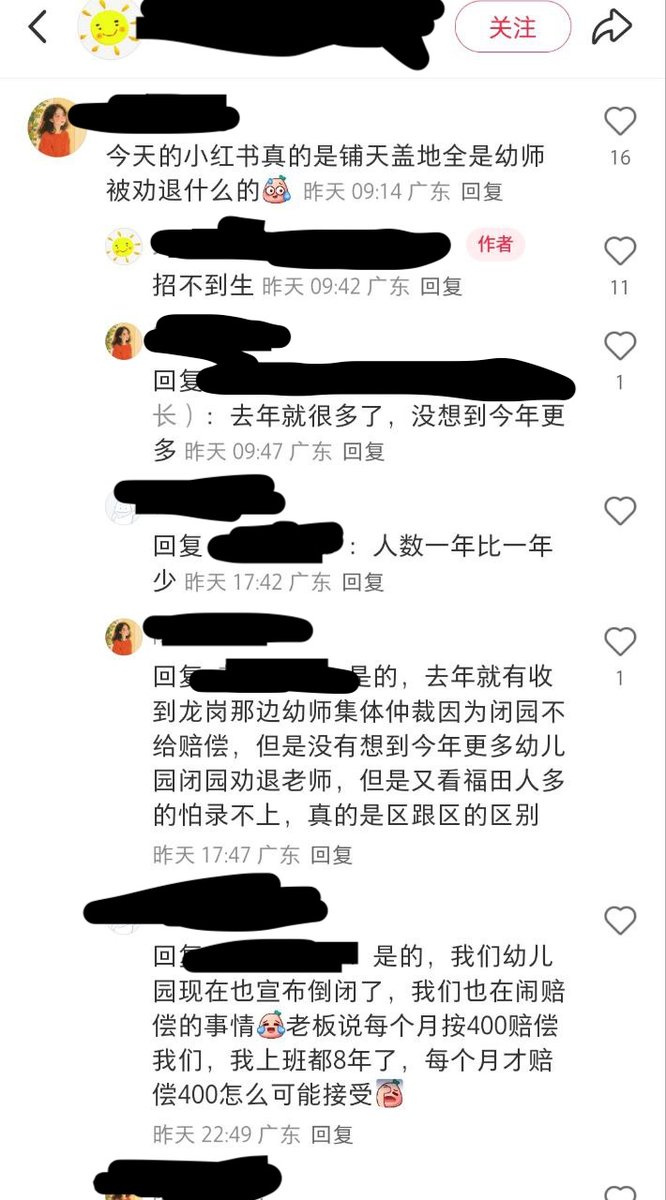 关注
今天的小红书真的是铺天盖地全是幼师
被劝退什么的 昨天 09:14 广东 回复
16
作者
招不到生 昨天 09:42 广东 回复
11
回复
长）：去年就很多了，没想到今年更
多 昨天 09:47 广东 回复
1
回复 ：人数一年比一年
少 昨天 17:42 广东 回复
回复 是的，去年就有收
到龙岗那边幼师集体仲裁因为闭园不
给赔偿，但是没有想到今年更多幼儿
园闭园劝退老师，但是又看福田人多
的怕录不上，真的是区跟区的区别
昨天 17:47 广东 回复
1
回复 是的，我们幼儿
园现在也宣布倒闭了，我们也在闹赔
偿的事情 老板说每个月按400赔偿
我们，我上班都8年了，每个月才赔
偿400怎么可能接受
昨天 22:49 广东 回复